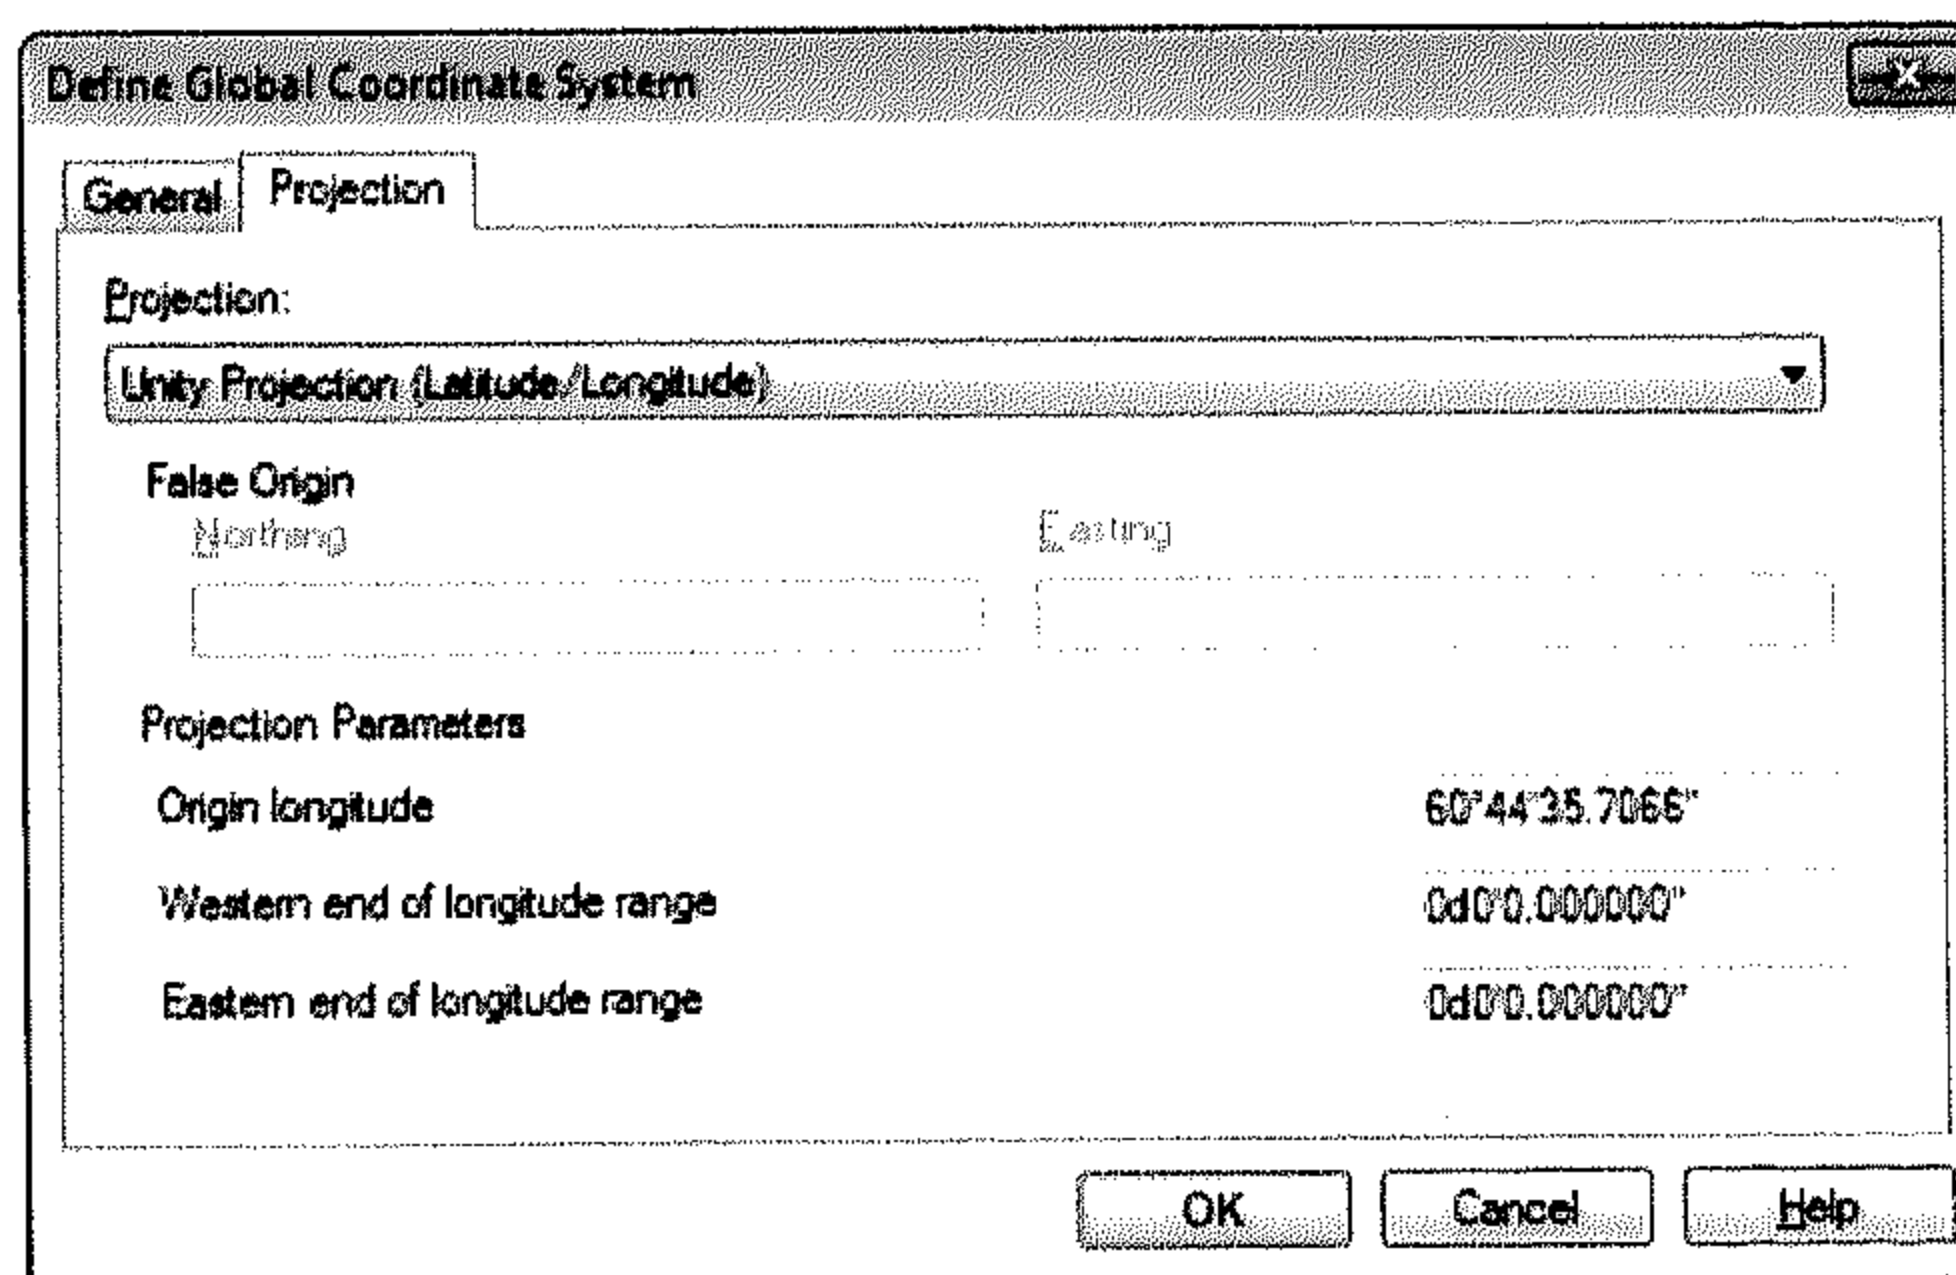 Define Global Coordinate System
General Projection
Projection:
Unity Projection (Latitude/Longitude)
False Origin
Northing Easting
Projection Parameters
Origin longitude 60°44'35.7066"
Western end of longitude range 0d0'0.000000"
Eastern end of longitude range 0d0'0.000000"
OK Cancel Help